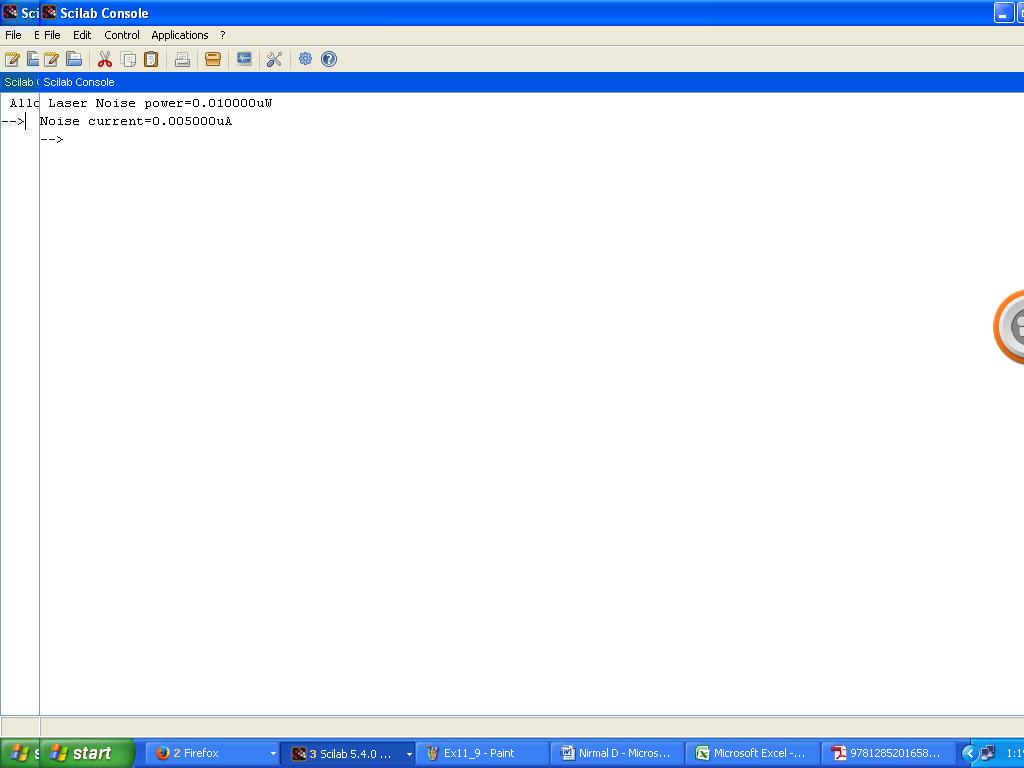 Sci Scilab Console
File E File Edit Control Applications ?
Scilab Scilab Console
Allo Laser Noise power=0.010000uW
--> Noise current=0.005000uA
-->
s start 2 Firefox 3 Scilab 5.4.0 ... Ex11_9 - Paint Nirmal D - Micros... Microsoft Excel -... 9781285201658... 1:1